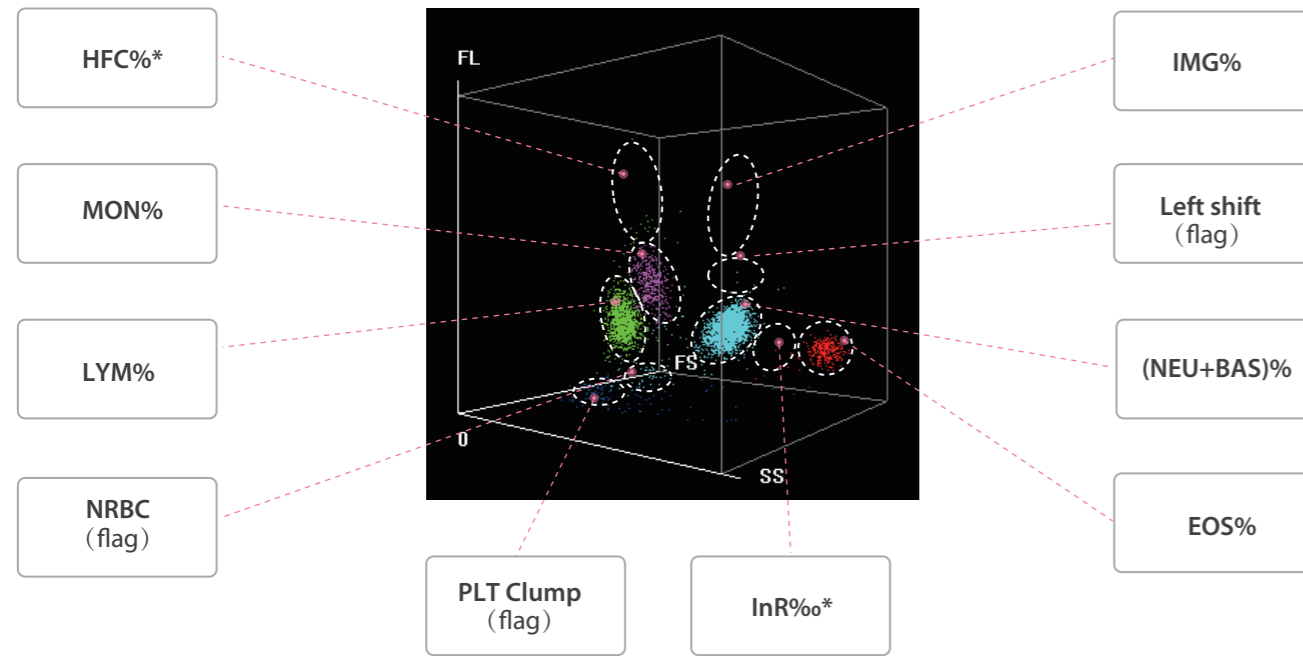 HFC%*
MON%
LYM%
NRBC
（flag）
FL
FS
0
SS
PLT Clump
（flag）
InR‰*
IMG%
Left shift
（flag）
(NEU+BAS)%
EOS%